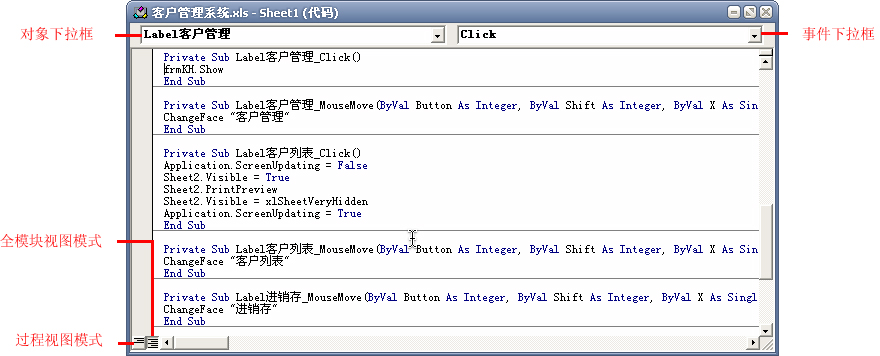 客户管理系统.xls - Sheet1 (代码)
对象下拉框
Label客户管理
Click
事件下拉框
Private Sub Label客户管理_Click()
frmKH.Show
End Sub
Private Sub Label客户管理_MouseMove(ByVal Button As Integer, ByVal Shift As Integer, ByVal X As Sin
ChangeFace "客户管理"
End Sub
Private Sub Label客户列表_Click()
Application.ScreenUpdating = False
Sheet2.Visible = True
Sheet2.PrintPreview
Sheet2.Visible = xlSheetVeryHidden
Application.ScreenUpdating = True
End Sub
全模块视图模式
Private Sub Label客户列表_MouseMove(ByVal Button As Integer, ByVal Shift As Integer, ByVal X As Sin
ChangeFace "客户列表"
End Sub
Private Sub Label进销存_MouseMove(ByVal Button As Integer, ByVal Shift As Integer, ByVal X As Singl
ChangeFace "进销存"
End Sub
过程视图模式